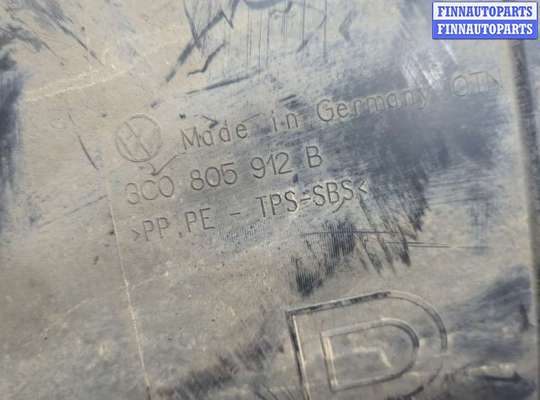 FINNAUTOPARTS
FINNAUTOPARTS
Made in Germany
3C0 805 912 B
>PP.PE - TPS-SBS<
D